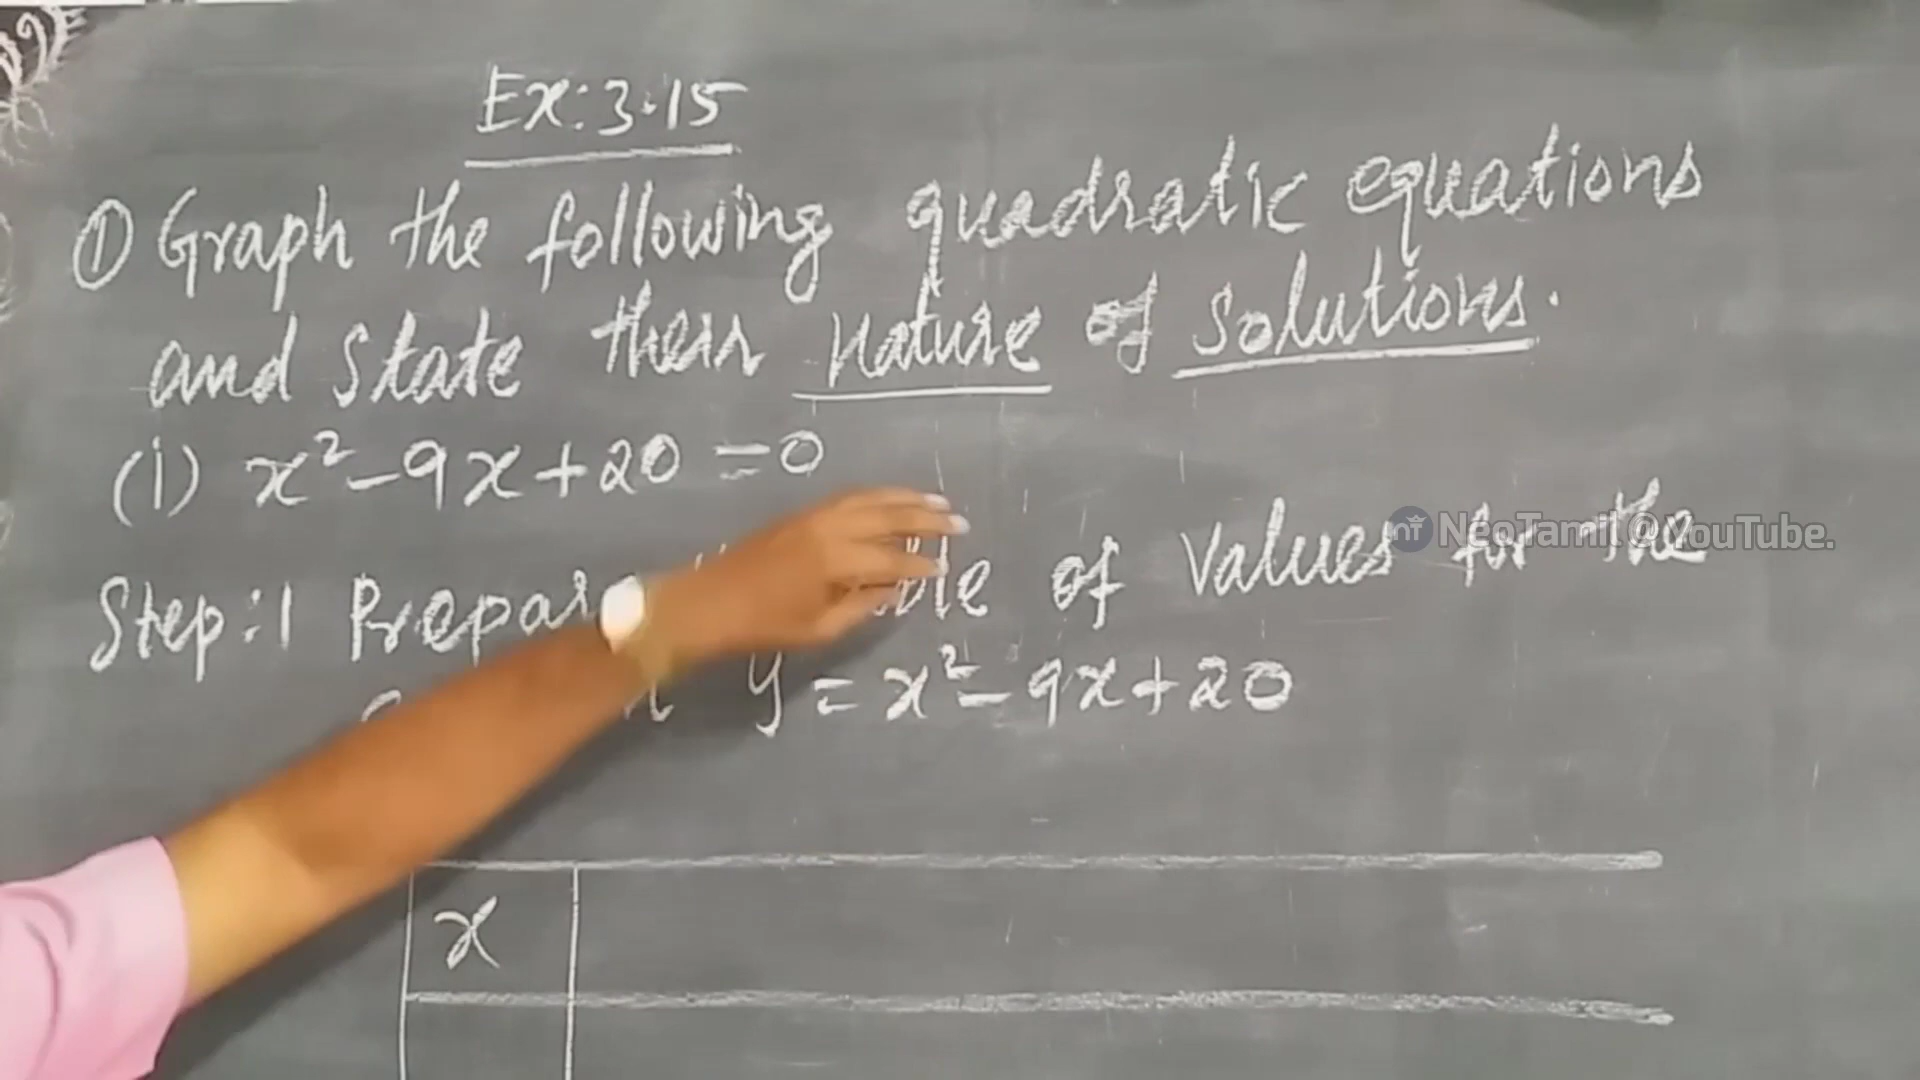 Ex: 3.15
① Graph the following quadratic equations
and state their nature of solutions.
(i) x²-9x+20=0
NeoTamil@YouTube.
Step:1 of values for the
y = x²-9x+20
x